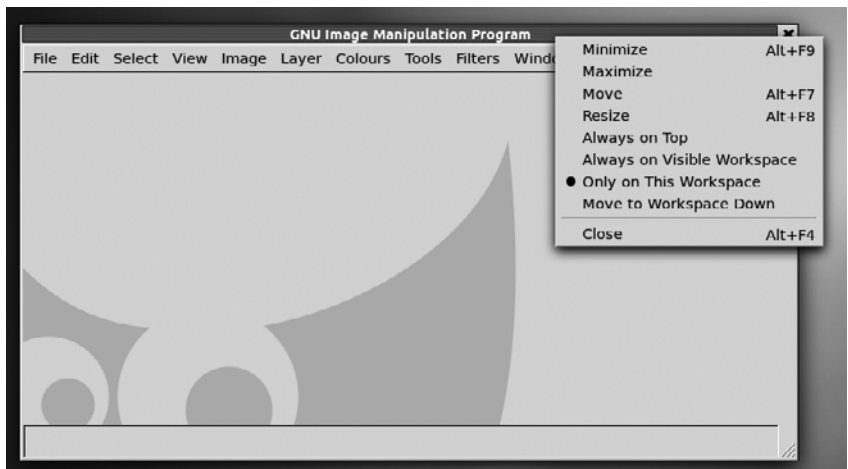 GNU Image Manipulation Program
File Edit Select View Image Layer Colours Tools Filters
Minimize Alt+F9
Maximize
Move Alt+F7
Resize Alt+F8
Always on Top
Always on Visible Workspace
Only on This Workspace
Move to Workspace Down
Close Alt+F4